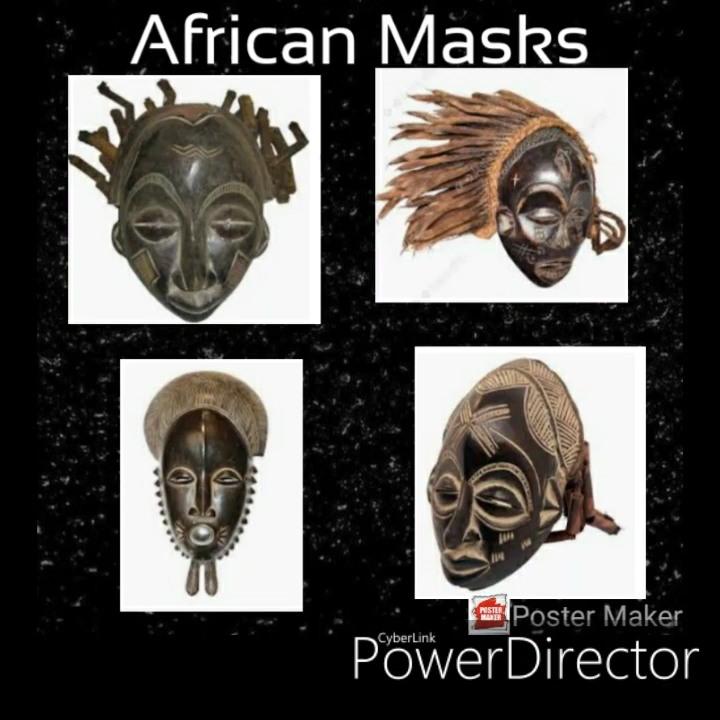 African Masks
POSTER
MAKER
Poster Maker
CyberLink
PowerDirector